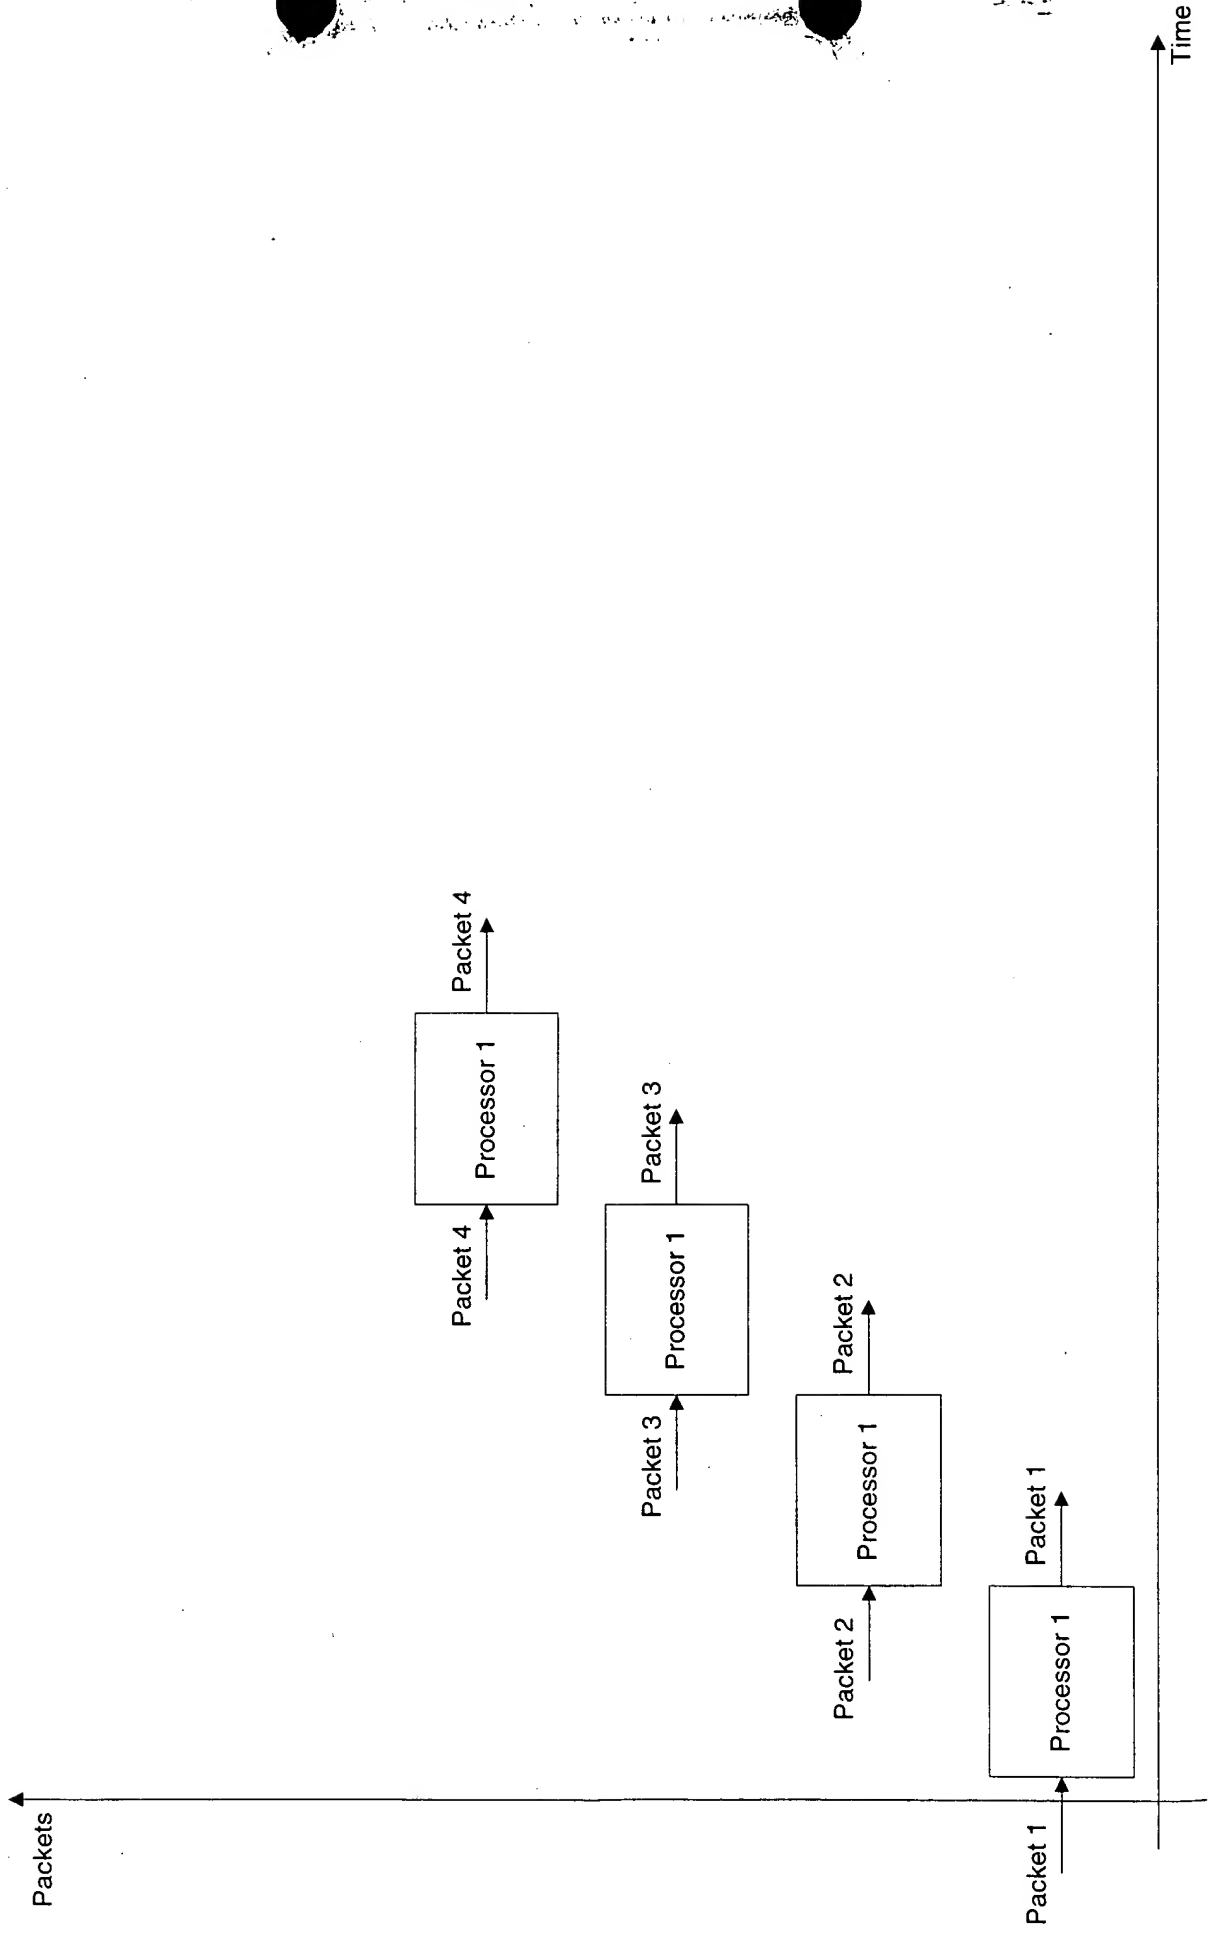 Packets
Packet 4
Processor 1
Packet 4
Packet 3
Processor 1
Packet 3
Packet 2
Processor 1
Packet 2
Packet 1
Processor 1
Packet 1
Time